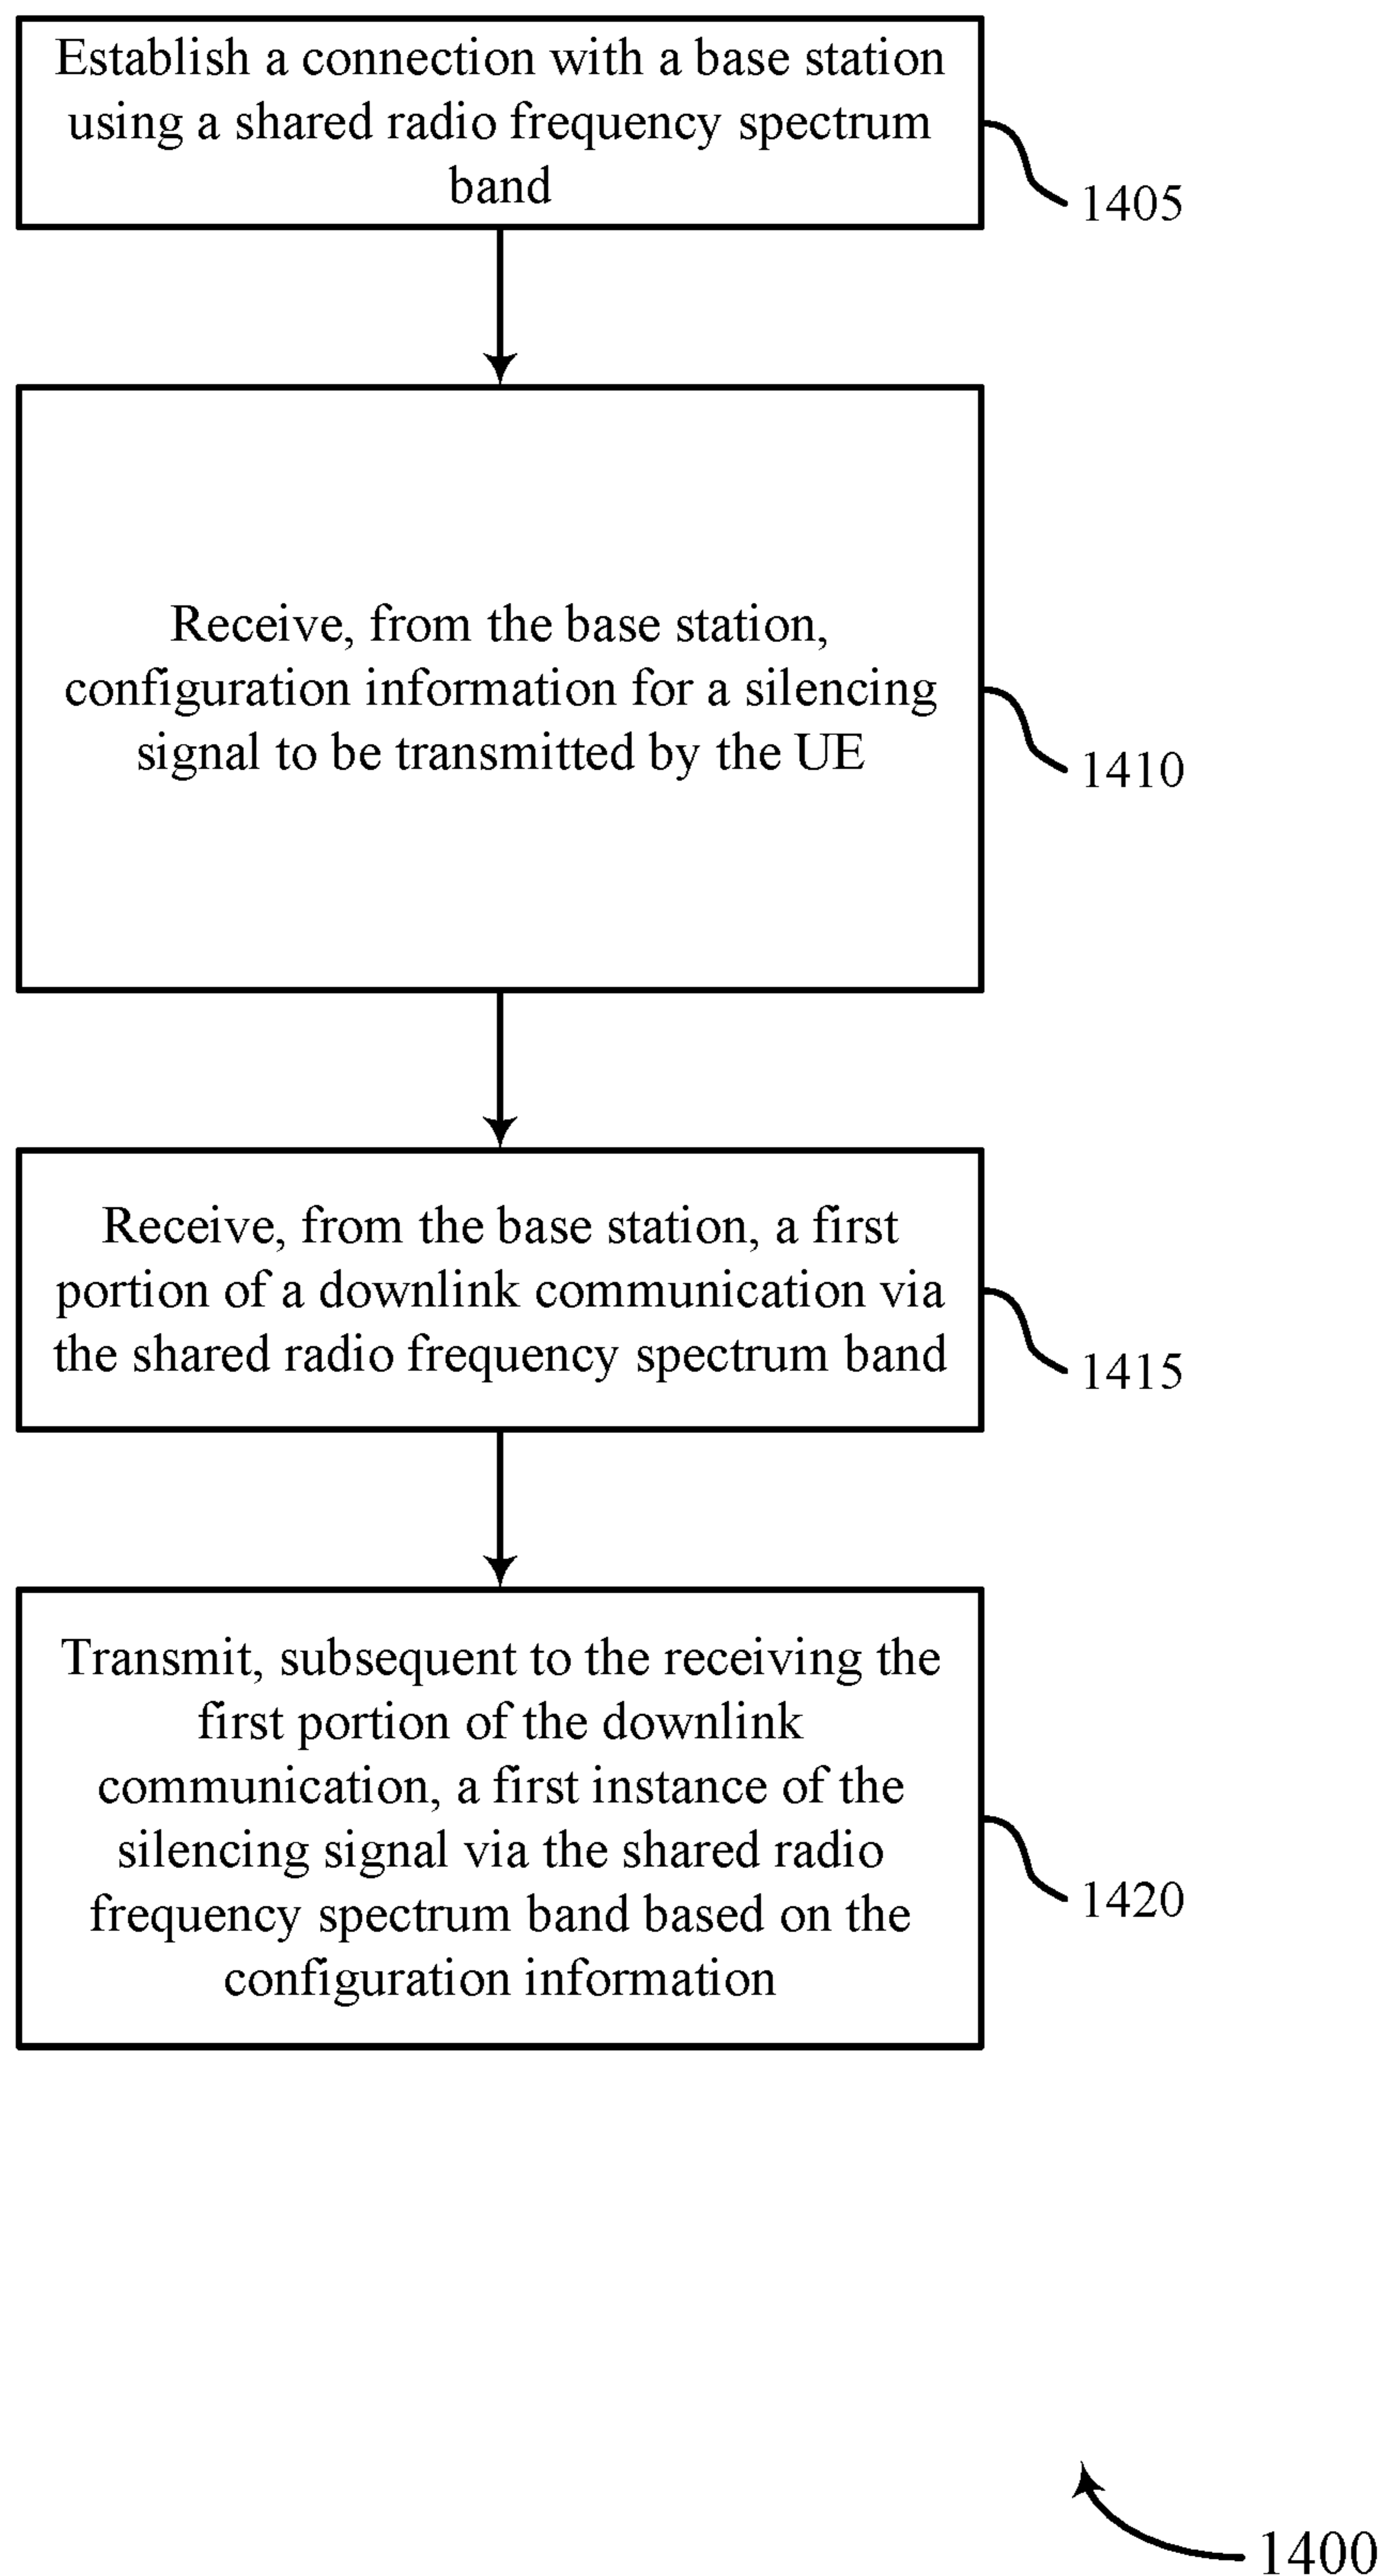 Establish a connection with a base station
using a shared radio frequency spectrum
band
1405
Receive, from the base station,
configuration information for a silencing
signal to be transmitted by the UE
1410
Receive, from the base station, a first
portion of a downlink communication via
the shared radio frequency spectrum band
1415
Transmit, subsequent to the receiving the
first portion of the downlink
communication, a first instance of the
silencing signal via the shared radio
frequency spectrum band based on the
configuration information
1420
1400